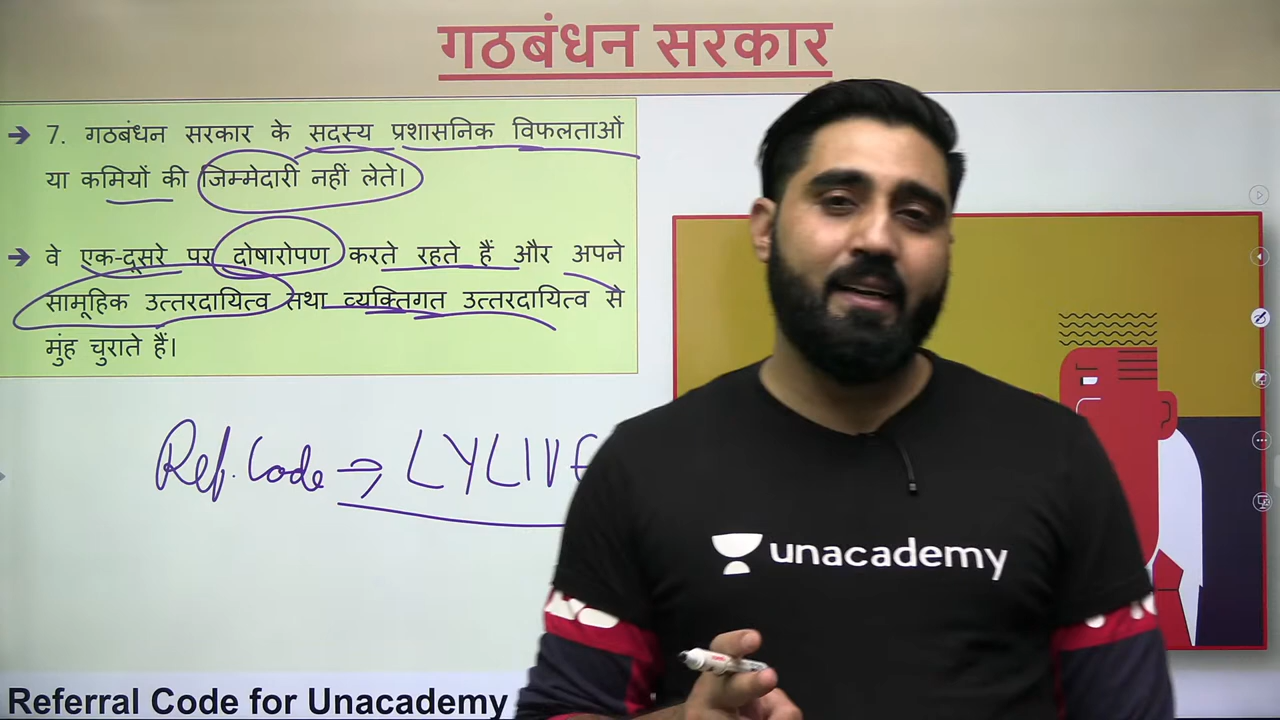 गठबंधन सरकार
➔ 7. गठबंधन सरकार के सदस्य प्रशासनिक विफलताओं
या कमियों की जिम्मेदारी नहीं लेते।
➔ वे एक-दूसरे पर दोषारोपण करते रहते हैं और अपने
सामूहिक उत्तरदायित्व तथा व्यक्तिगत उत्तरदायित्व से
मुंह चुराते हैं।
Ref. Code → LYLIVE
unacademy
Referral Code for Unacademy